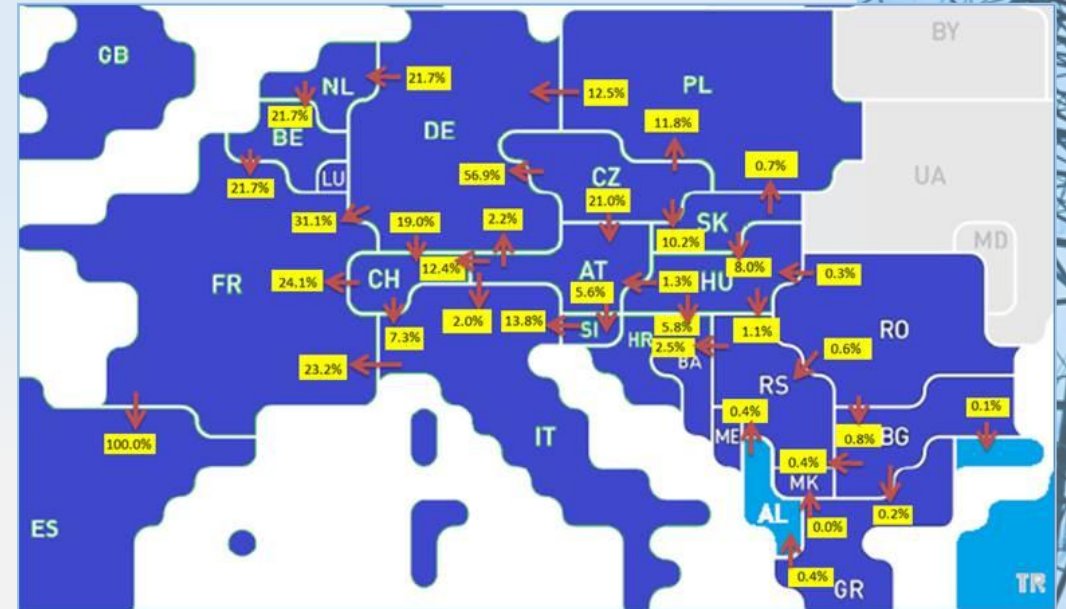 GB
BY
NL
21.7%
PL
12.5%
21.7%
BE
DE
11.8%
0.7%
UA
LU
21.7%
56.9%
CZ
21.0%
31.1%
19.0%
2.2%
SK
10.2%
MD
FR
24.1%
CH
12.4%
AT
1.3%
HU
8.0%
0.3%
5.6%
2.0%
13.8%
SI
5.8%
1.1%
RO
7.3%
HR
2.5%
BA
0.6%
23.2%
RS
100.0%
IT
0.4%
ME
0.8%
BG
0.1%
0.4%
MK
ES
AL
0.0%
0.2%
0.4%
GR
TR